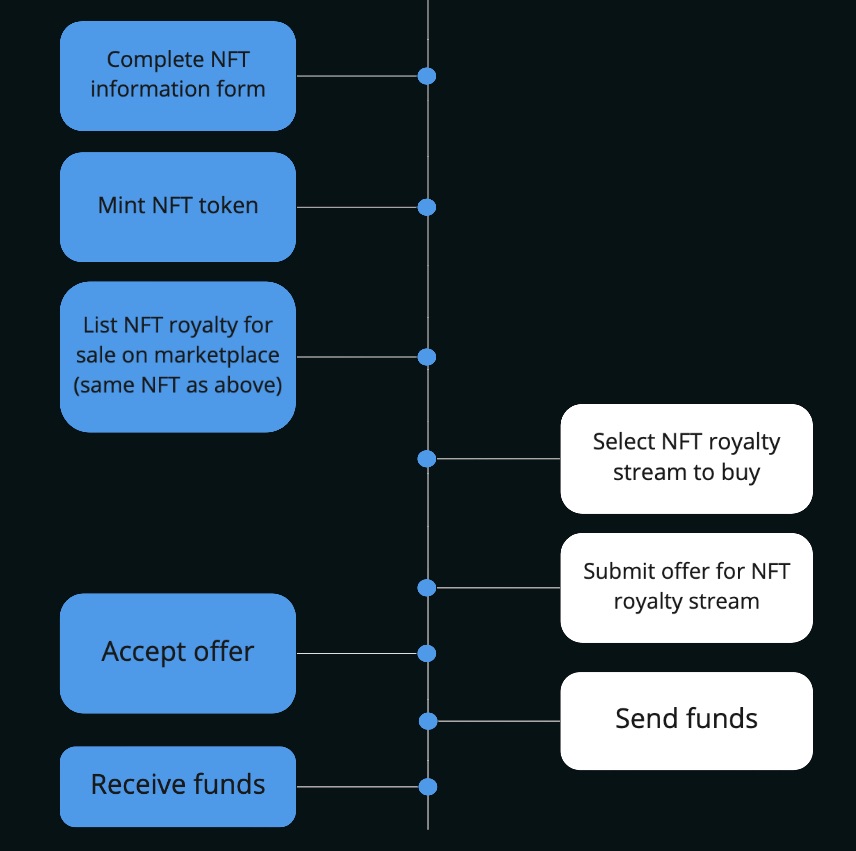 Complete NFT
information form
Mint NFT token
List NFT royalty for
sale on marketplace
(same NFT as above)
Select NFT royalty
stream to buy
Submit offer for NFT
royalty stream
Accept offer
Send funds
Receive funds